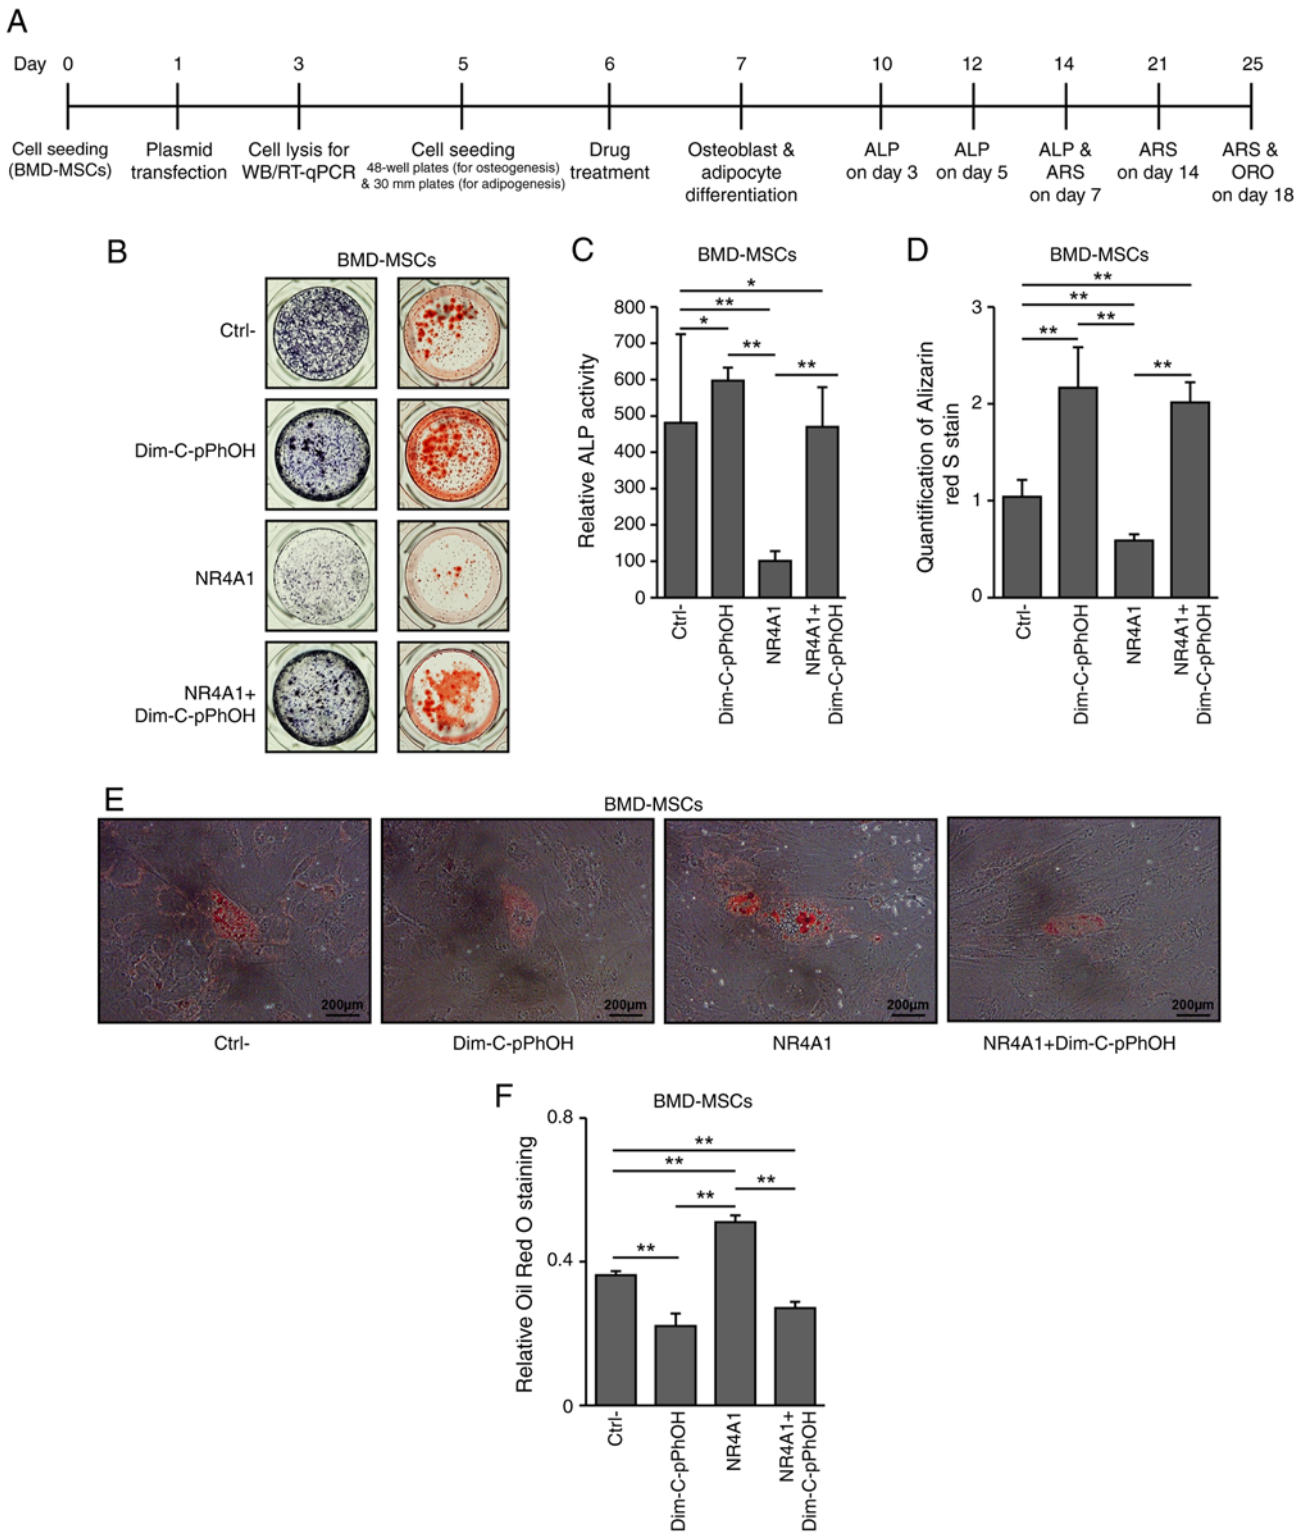 A
Day 0 1 3 5 6 7 10 12 14 21 25
Cell seeding
(BMD-MSCs)
Plasmid
transfection
Cell lysis for
WB/RT-qPCR
Cell seeding
48-well plates (for osteogenesis)
& 30 mm plates (for adipogenesis)
Drug
treatment
Osteoblast &
adipocyte
differentiation
ALP
on day 3
ALP
on day 5
ALP &
ARS
on day 7
ARS
on day 14
ARS &
ORO
on day 18
B
BMD-MSCs
Ctrl-
Dim-C-pPhOH
NR4A1
NR4A1+
Dim-C-pPhOH
C
BMD-MSCs
Relative ALP activity
800
700
600
500
400
300
200
100
0
*
**
*
**
**
Ctrl-
Dim-C-pPhOH
NR4A1
NR4A1+
Dim-C-pPhOH
D
BMD-MSCs
Quantification of Alizarin
red S stain
3
2
1
0
**
**
**
**
**
Ctrl-
Dim-C-pPhOH
NR4A1
NR4A1+
Dim-C-pPhOH
E
BMD-MSCs
200µm
200µm
200µm
200µm
Ctrl-
Dim-C-pPhOH
NR4A1
NR4A1+Dim-C-pPhOH
F
BMD-MSCs
Relative Oil Red O staining
0.8
0.4
0
**
**
**
**
**
Ctrl-
Dim-C-pPhOH
NR4A1
NR4A1+
Dim-C-pPhOH